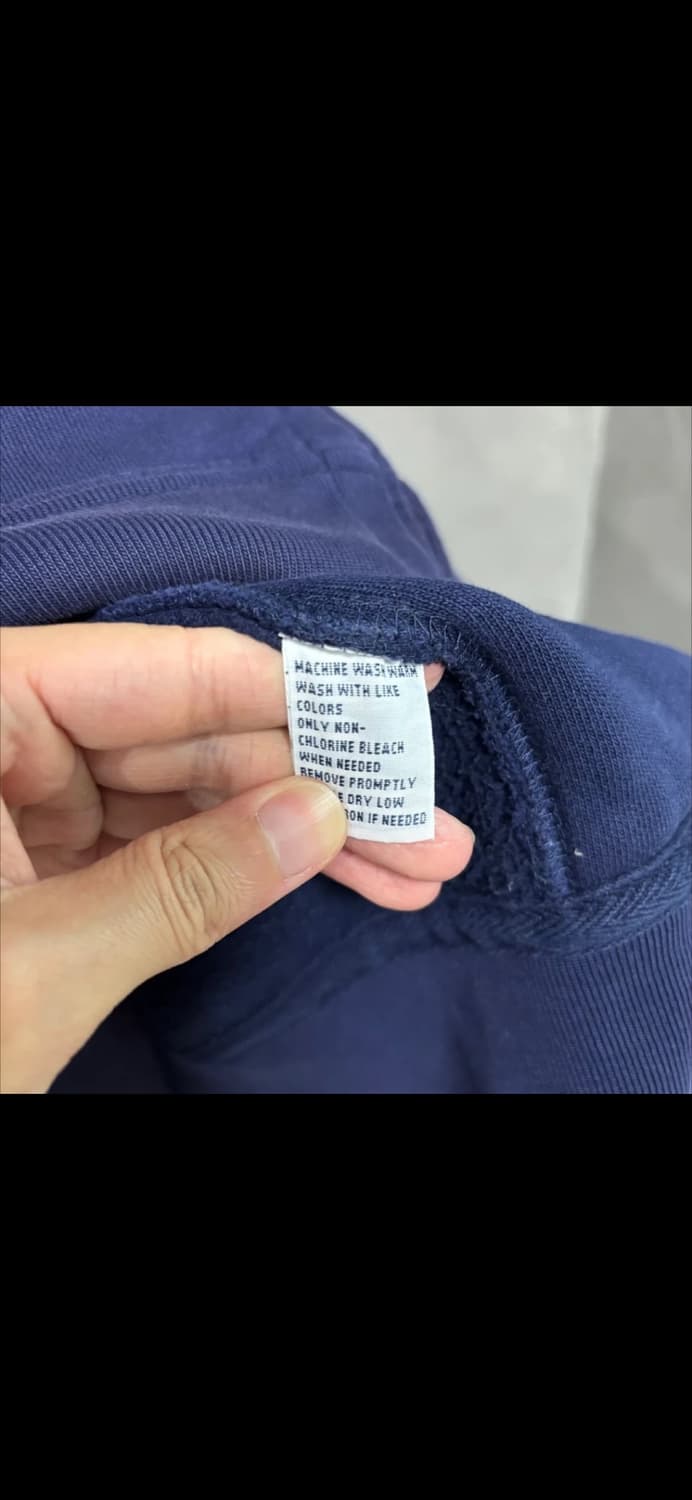 MACHINE WASH WARM
WASH WITH LIKE
COLORS
ONLY NON-
CHLORINE BLEACH
WHEN NEEDED
REMOVE PROMPTLY
DRY LOW
IF NEEDED